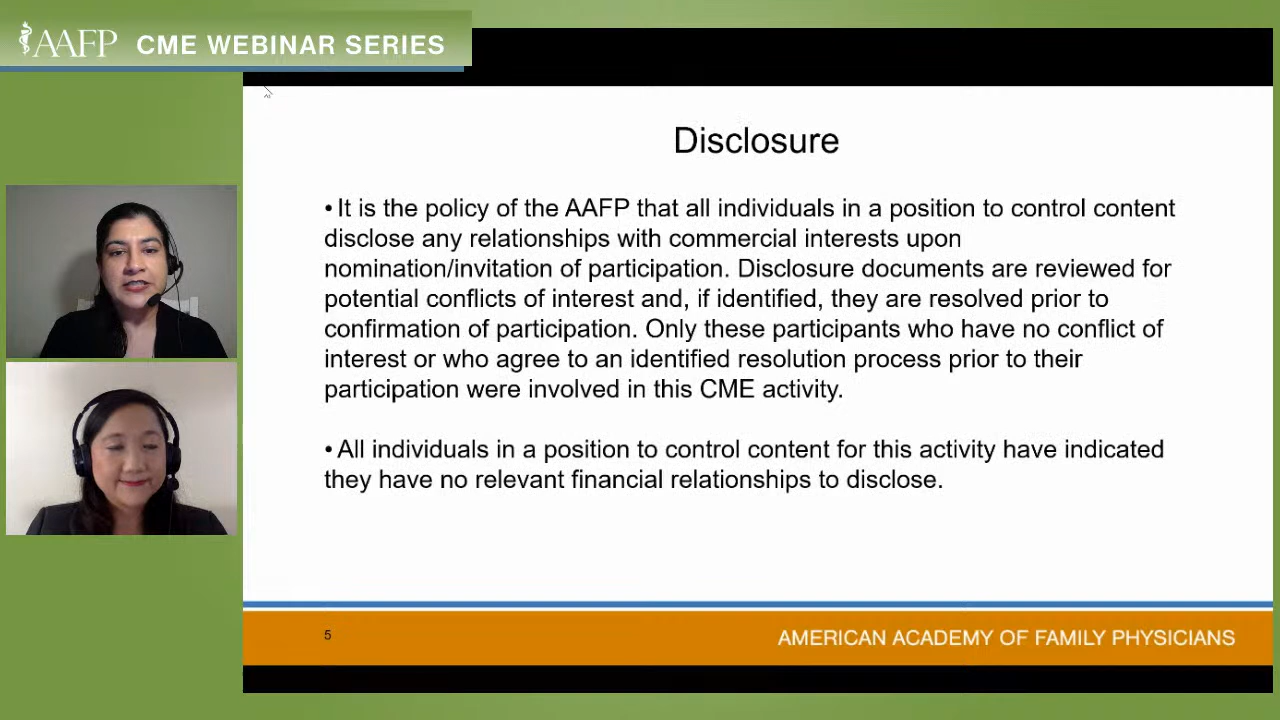 AAFP CME WEBINAR SERIES
Disclosure
• It is the policy of the AAFP that all individuals in a position to control content
disclose any relationships with commercial interests upon
nomination/invitation of participation. Disclosure documents are reviewed for
potential conflicts of interest and, if identified, they are resolved prior to
confirmation of participation. Only these participants who have no conflict of
interest or who agree to an identified resolution process prior to their
participation were involved in this CME activity.
• All individuals in a position to control content for this activity have indicated
they have no relevant financial relationships to disclose.
5
AMERICAN ACADEMY OF FAMILY PHYSICIANS